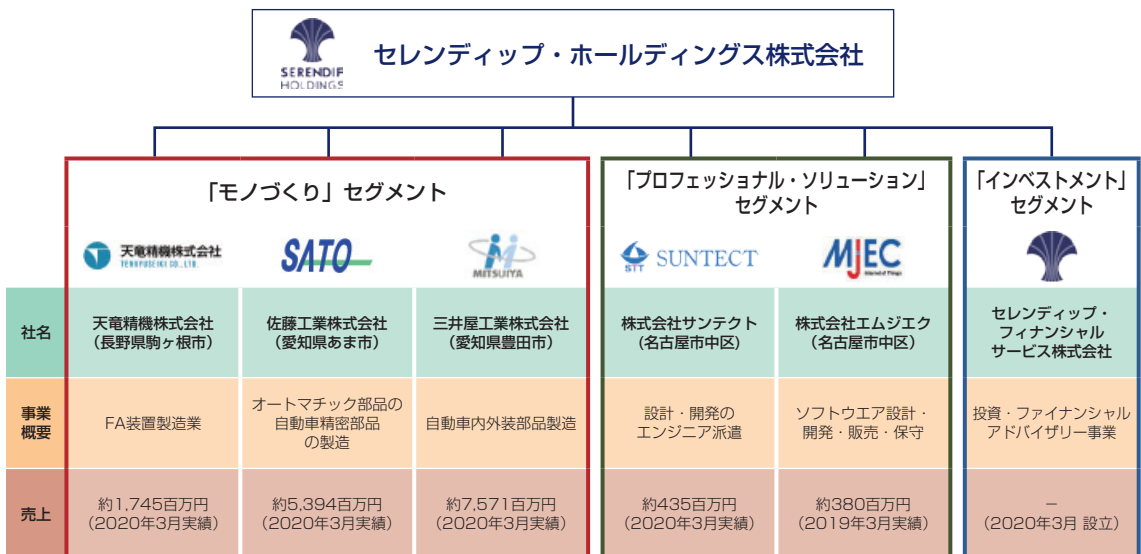 SERENDIP
HOLDINGS
セレンディップ・ホールディングス株式会社
「モノづくり」セグメント
天竜精機株式会社
TENRYUSEIKI CO.,LTD.
SATO
MITSUIYA
「プロフェッショナル・ソリューション」
セグメント
STT SUNTECT
MJEC
Internet of Things
「インベストメント」
セグメント
社名
天竜精機株式会社
（長野県駒ヶ根市）
佐藤工業株式会社
（愛知県あま市）
三井屋工業株式会社
（愛知県豊田市）
株式会社サンテクト
(名古屋市中区)
株式会社エムジエク
（名古屋市中区）
セレンディップ・
フィナンシャル
サービス株式会社
事業
概要
FA装置製造業
オートマチック部品の
自動車精密部品
の製造
自動車内外装部品製造
設計・開発の
エンジニア派遣
ソフトウエア設計・
開発・販売・保守
投資・ファイナンシャル
アドバイザリー事業
売上
約1,745百万円
（2020年3月実績）
約5,394百万円
（2020年3月実績）
約7,571百万円
（2020年3月実績）
約435百万円
（2020年3月実績）
約380百万円
（2019年3月実績）
－
（2020年3月 設立）